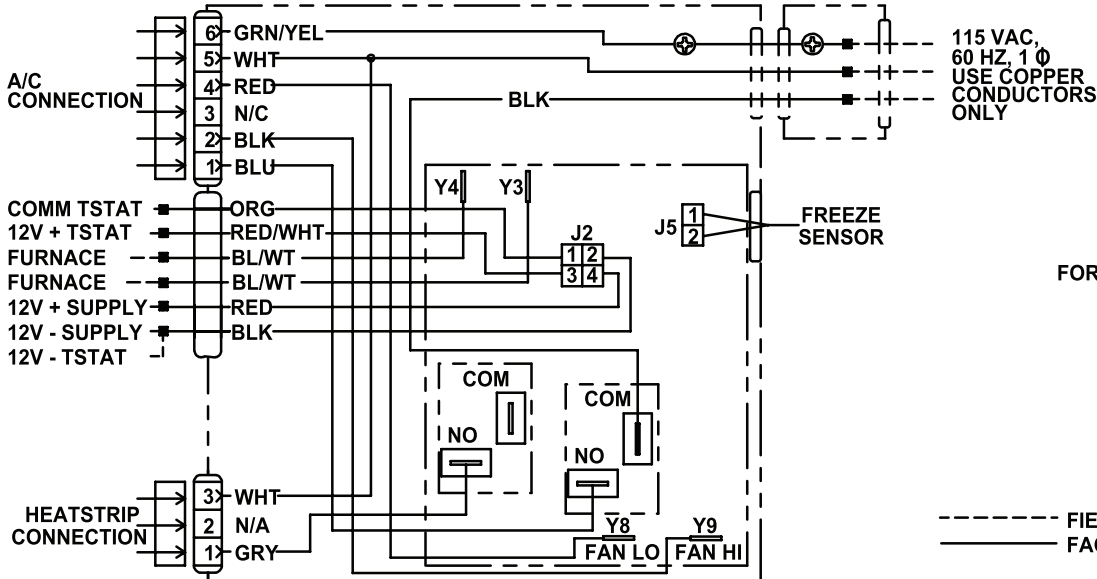 A/C
CONNECTION
6 GRN/YEL
5 WHT
4 RED
3 N/C
2 BLK
1 BLU
BLK
115 VAC,
60 HZ, 1 Φ
USE COPPER
CONDUCTORS
ONLY
COMM TSTAT ORG
12V + TSTAT RED/WHT
FURNACE BL/WT
FURNACE BL/WT
12V + SUPPLY RED
12V - SUPPLY BLK
12V - TSTAT
Y4 Y3
J2
1 2
3 4
J5 1
2
FREEZE
SENSOR
FOR
COM
NO
COM
NO
Y8
FAN LO
Y9
FAN HI
HEATSTRIP
CONNECTION
3 WHT
2 N/A
1 GRY
FIE
FAC